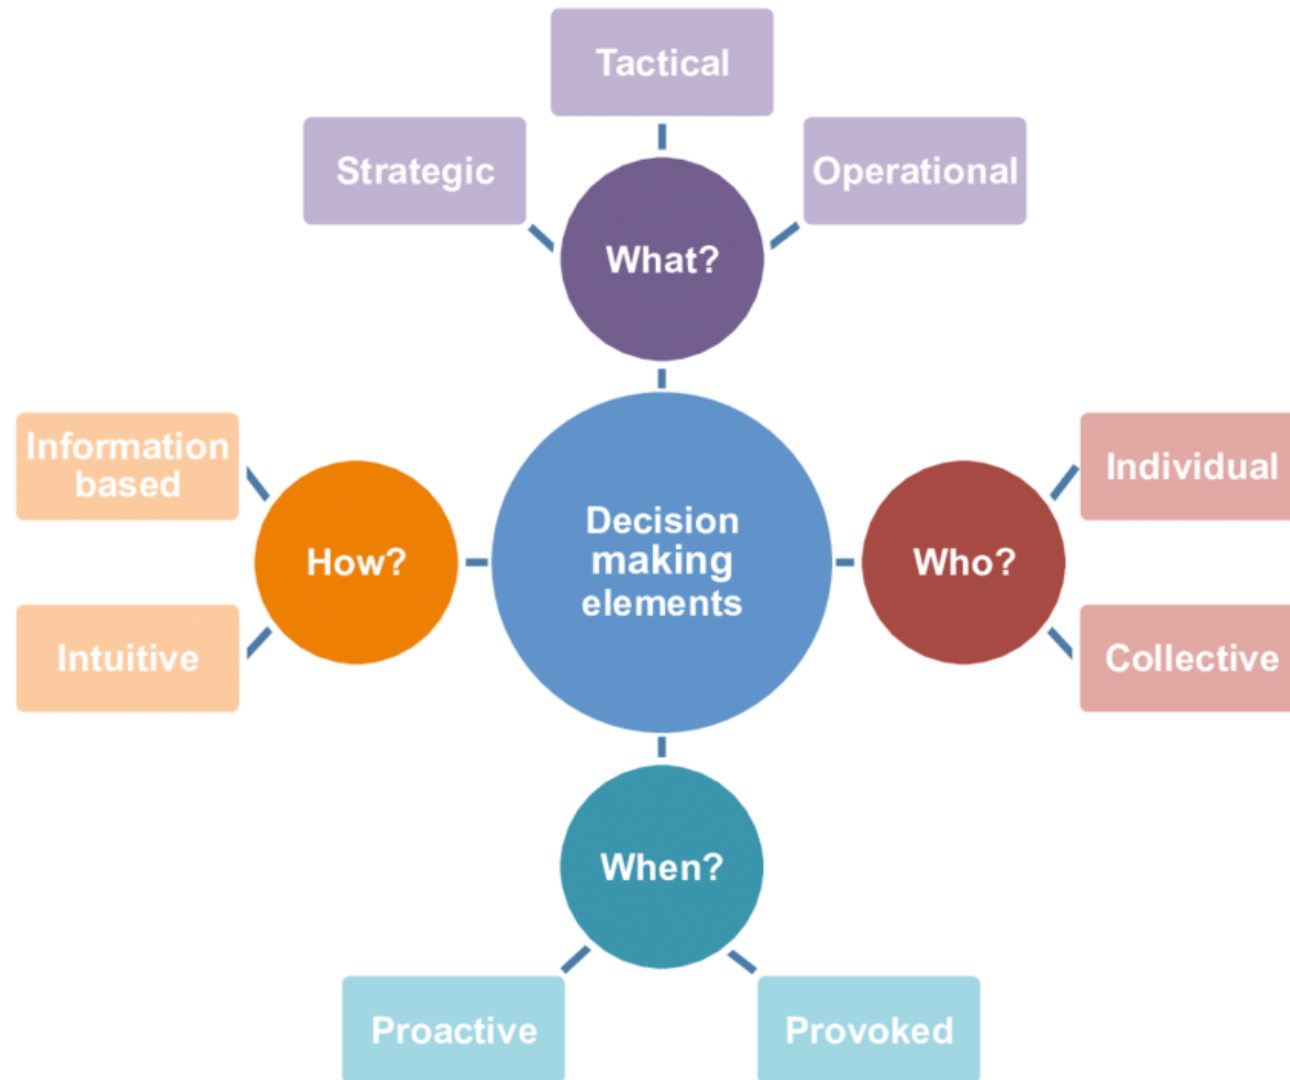 Tactical
Strategic
Operational
What?
Information
based
How?
Intuitive
Decision
making
elements
Who?
Individual
Collective
When?
Proactive
Provoked